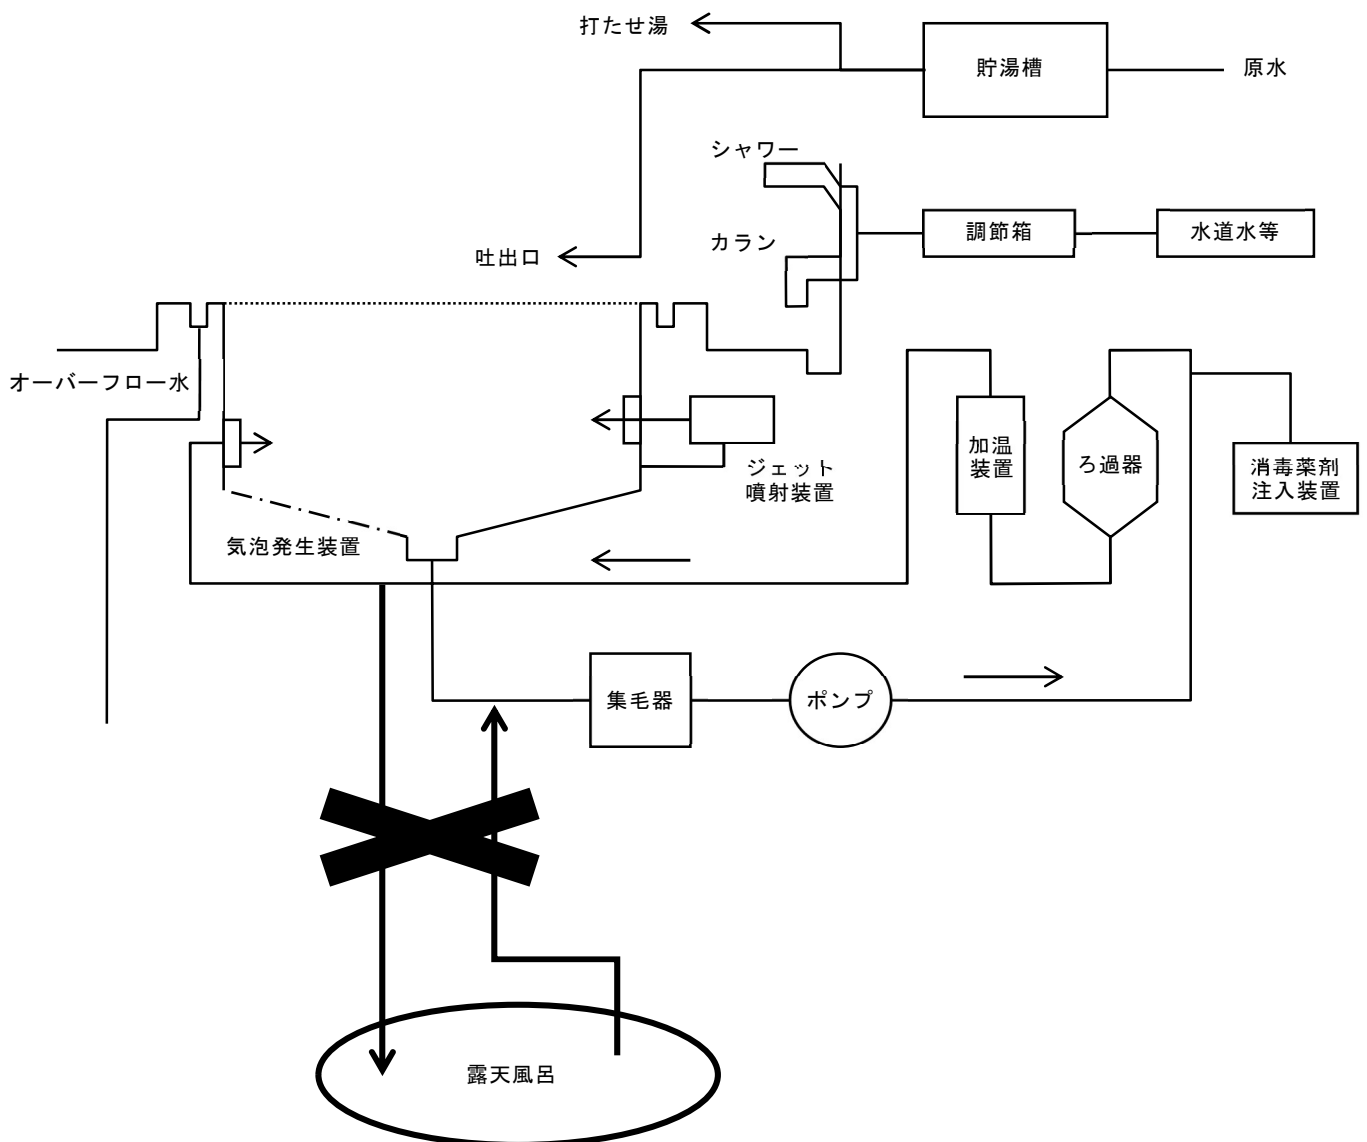 打たせ湯
貯湯槽
原水
シャワー
カラン
調節箱
水道水等
吐出口
オーバーフロー水
ジェット
噴射装置
加温
装置
ろ過器
消毒薬剤
注入装置
気泡発生装置
集毛器
ポンプ
露天風呂